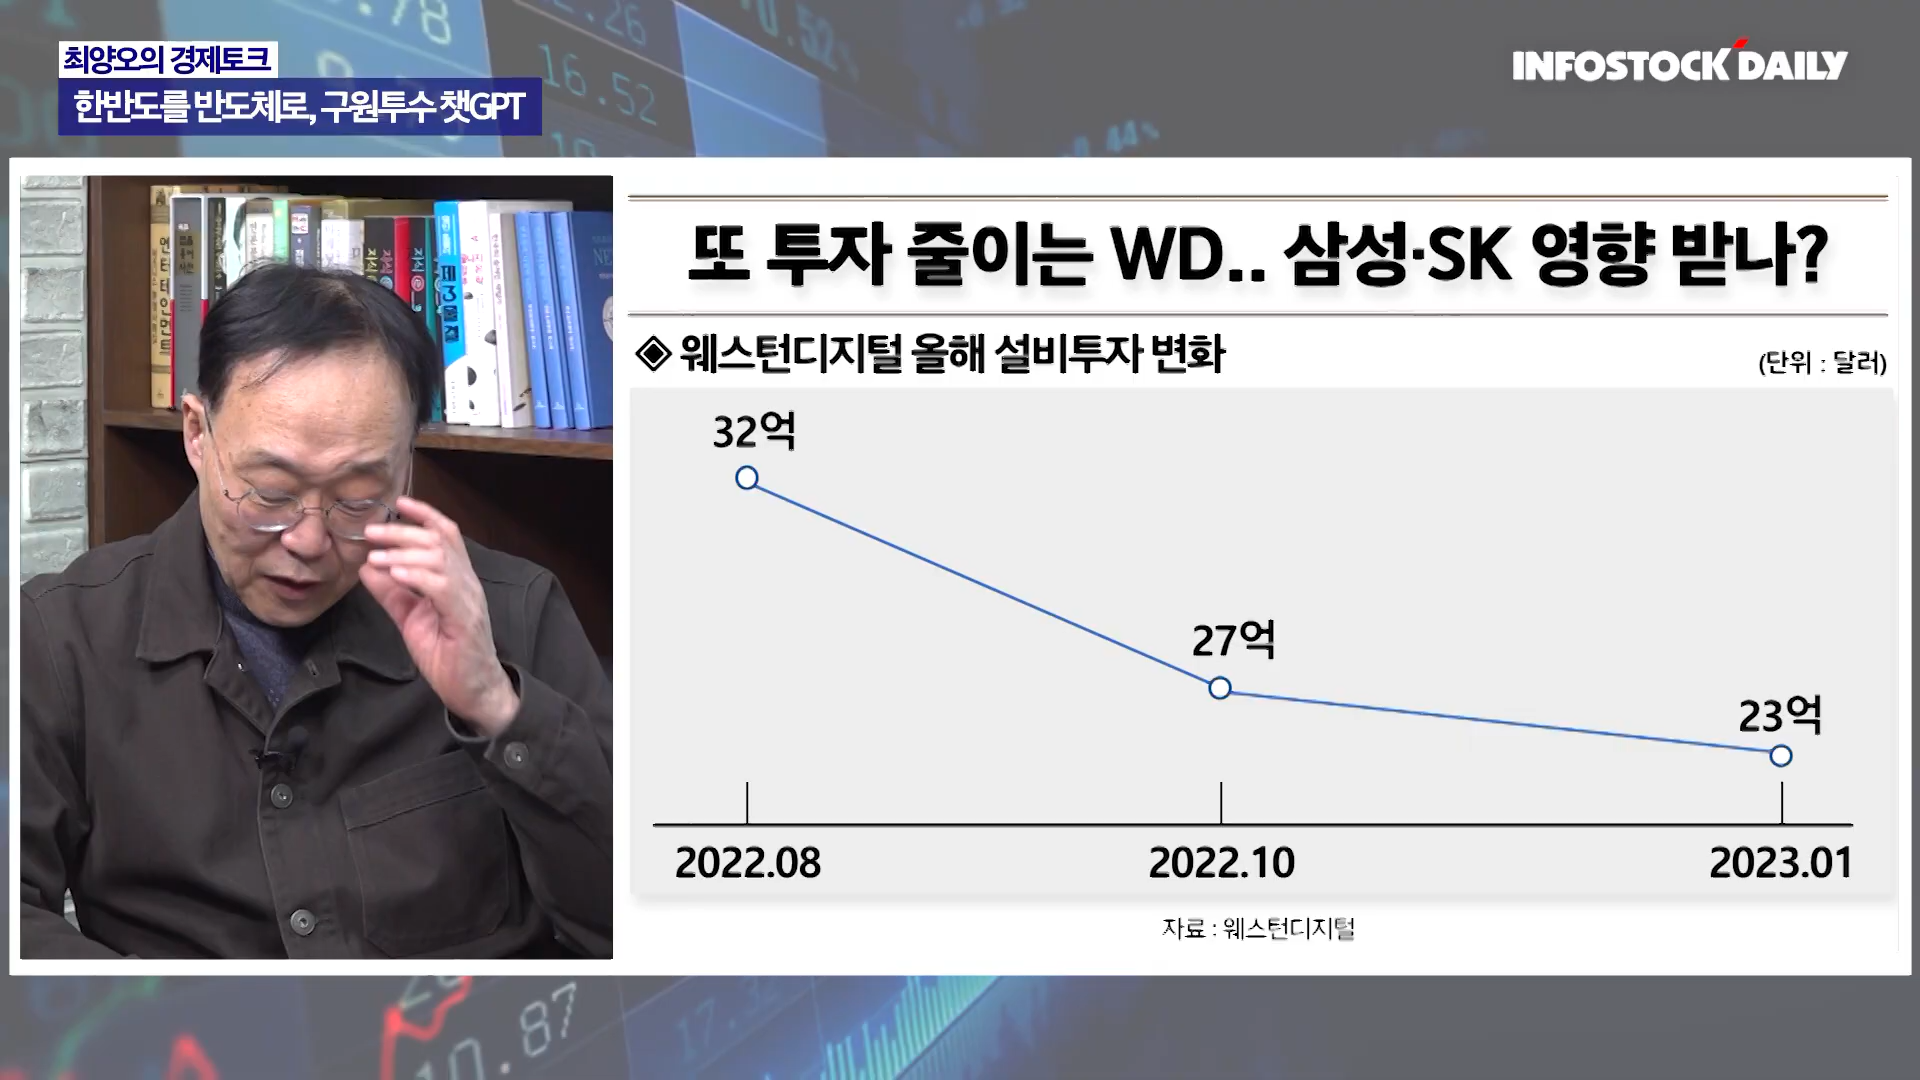 최양오의 경제토크
한반도를 반도체로, 구원투수 챗GPT
INFOSTOCK DAILY
또 투자 줄이는 WD.. 삼성·SK 영향 받나?
◈ 웨스턴디지털 올해 설비투자 변화
(단위 : 달러)
32억
27억
23억
2022.08
2022.10
2023.01
자료 : 웨스턴디지털
16.52
10.87